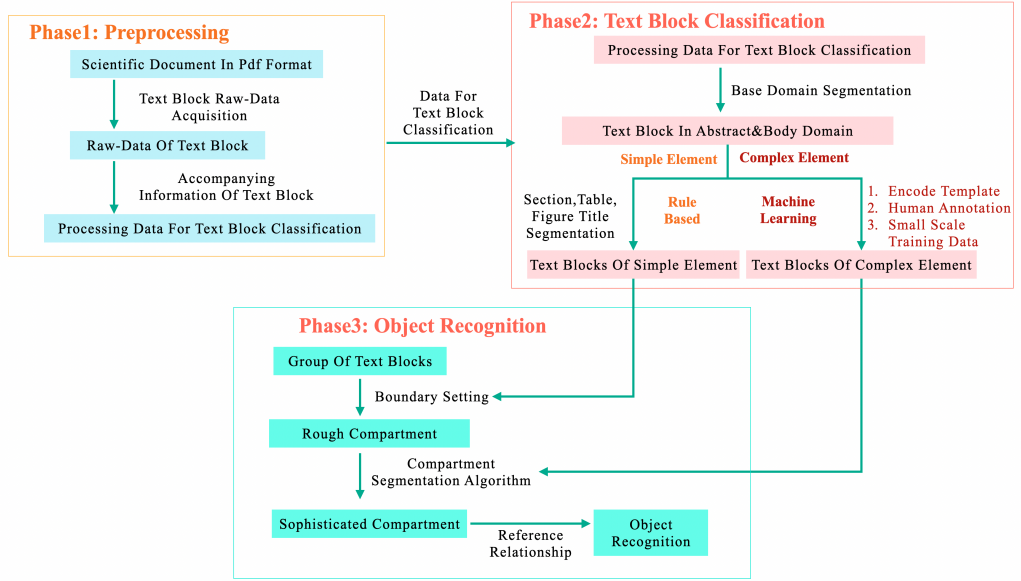 Phase1: Preprocessing
Scientific Document In Pdf Format
Text Block Raw-Data
Acquisition
Raw-Data Of Text Block
Accompanying
Information Of Text Block
Processing Data For Text Block Classification
Data For
Text Block
Classification
Phase2: Text Block Classification
Processing Data For Text Block Classification
Base Domain Segmentation
Text Block In Abstract&Body Domain
Simple Element
Complex Element
Section,Table,
Figure Title
Segmentation
Rule
Based
Machine
Learning
1. Encode Template
2. Human Annotation
3. Small Scale
Training Data
Text Blocks Of Simple Element
Text Blocks Of Complex Element
Phase3: Object Recognition
Group Of Text Blocks
Boundary Setting
Rough Compartment
Compartment
Segmentation Algorithm
Sophisticated Compartment
Reference
Relationship
Object
Recognition